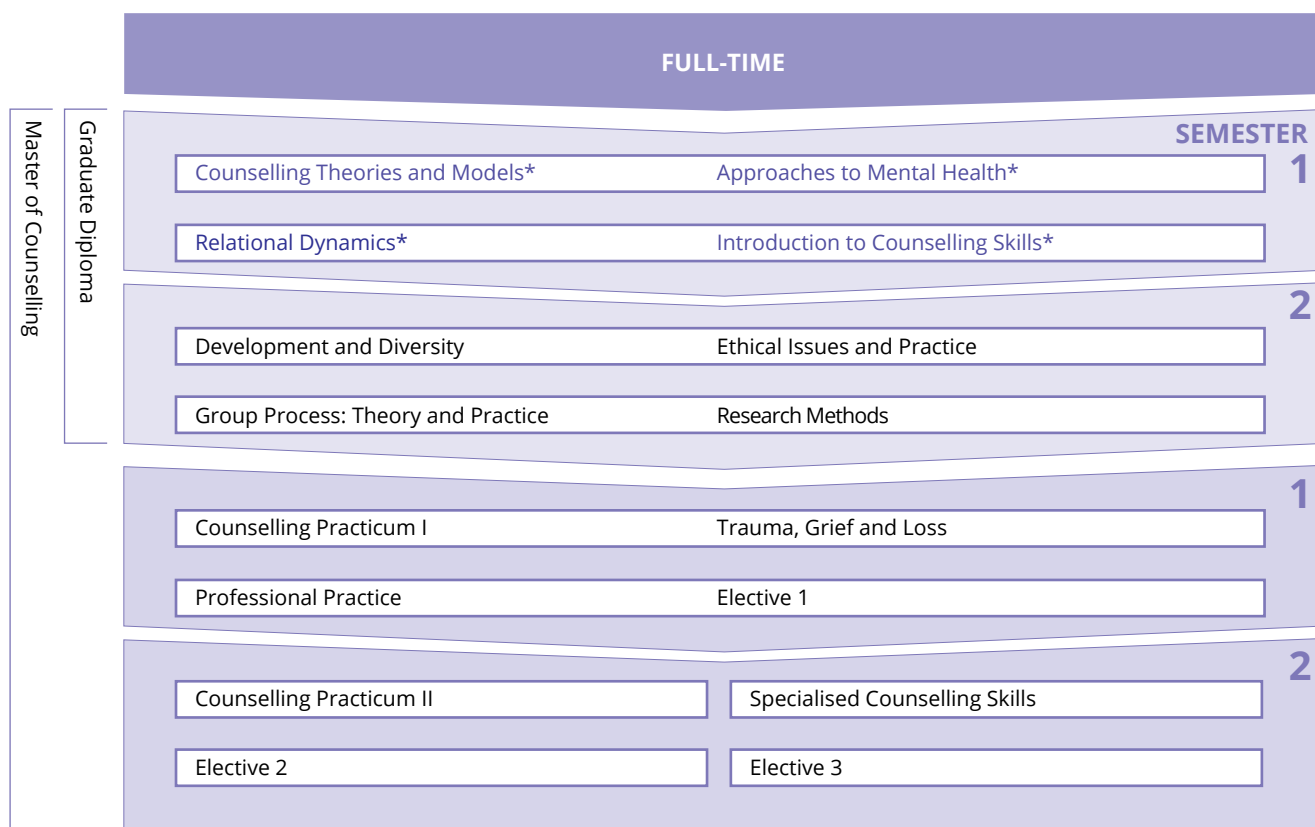 FULL-TIME
Master of Counselling
Graduate Diploma
SEMESTER
1
Counselling Theories and Models* Approaches to Mental Health*
Relational Dynamics* Introduction to Counselling Skills*
2
Development and Diversity Ethical Issues and Practice
Group Process: Theory and Practice Research Methods
1
Counselling Practicum I Trauma, Grief and Loss
Professional Practice Elective 1
2
Counselling Practicum II Specialised Counselling Skills
Elective 2 Elective 3